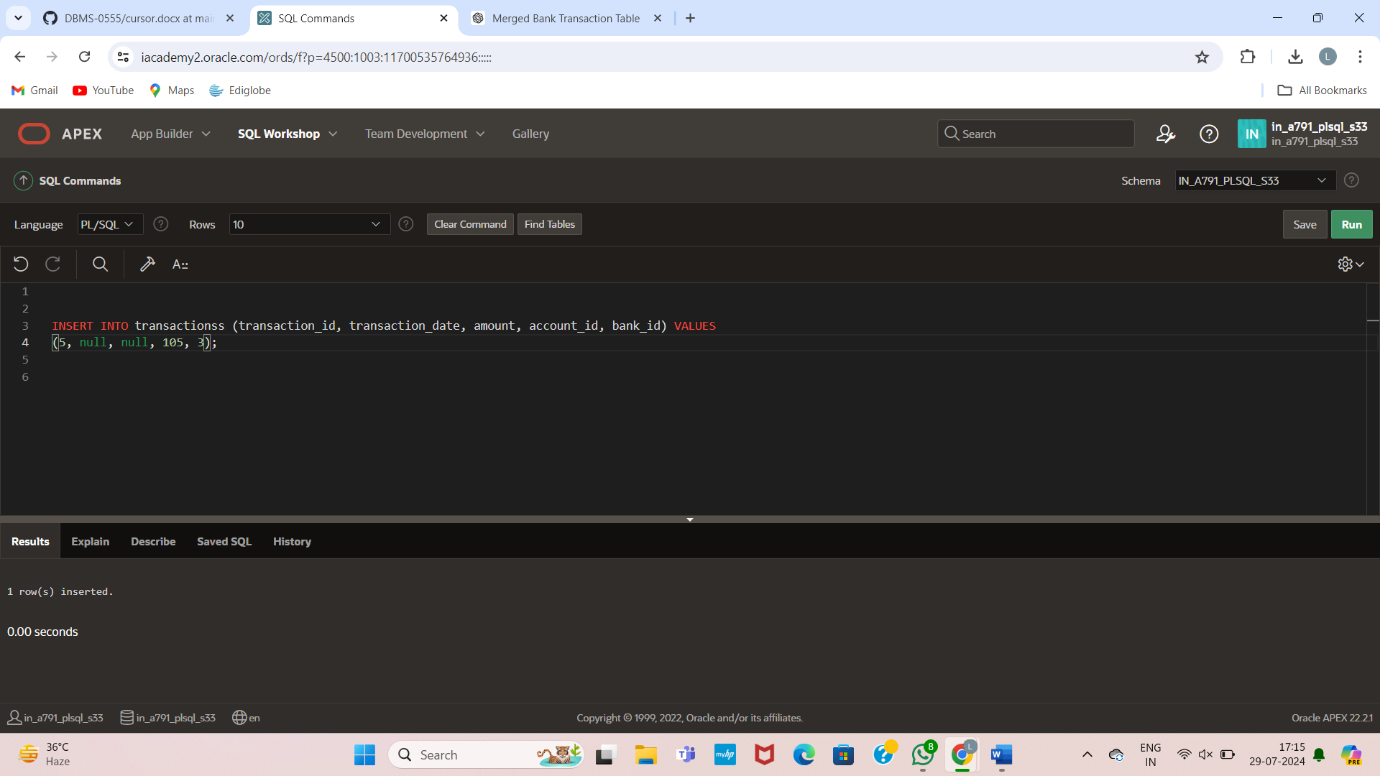 DBMS-0555/cursor.docx at mai
SQL Commands
Merged Bank Transaction Table
iacademy2.oracle.com/ords/f?p=4500:1003:11700535764936:::::
L
Gmail YouTube Maps Ediglobe All Bookmarks
APEX App Builder SQL Workshop Team Development Gallery Search IN in_a791_plsql_s33
in_a791_plsql_s33
SQL Commands Schema IN_A791_PLSQL_S33
Language PL/SQL Rows 10 Clear Command Find Tables Save Run
A::
1
2
3 INSERT INTO transactionss (transaction_id, transaction_date, amount, account_id, bank_id) VALUES
4 (5, null, null, 105, 3);
5
6
Results Explain Describe Saved SQL History
1 row(s) inserted.
0.00 seconds
in_a791_plsql_s33 in_a791_plsql_s33 en Copyright © 1999, 2022, Oracle and/or its affiliates. Oracle APEX 22.2.1
36°C
Haze
Search
myhp
8
L
ENG
IN
17:15
29-07-2024
PRE